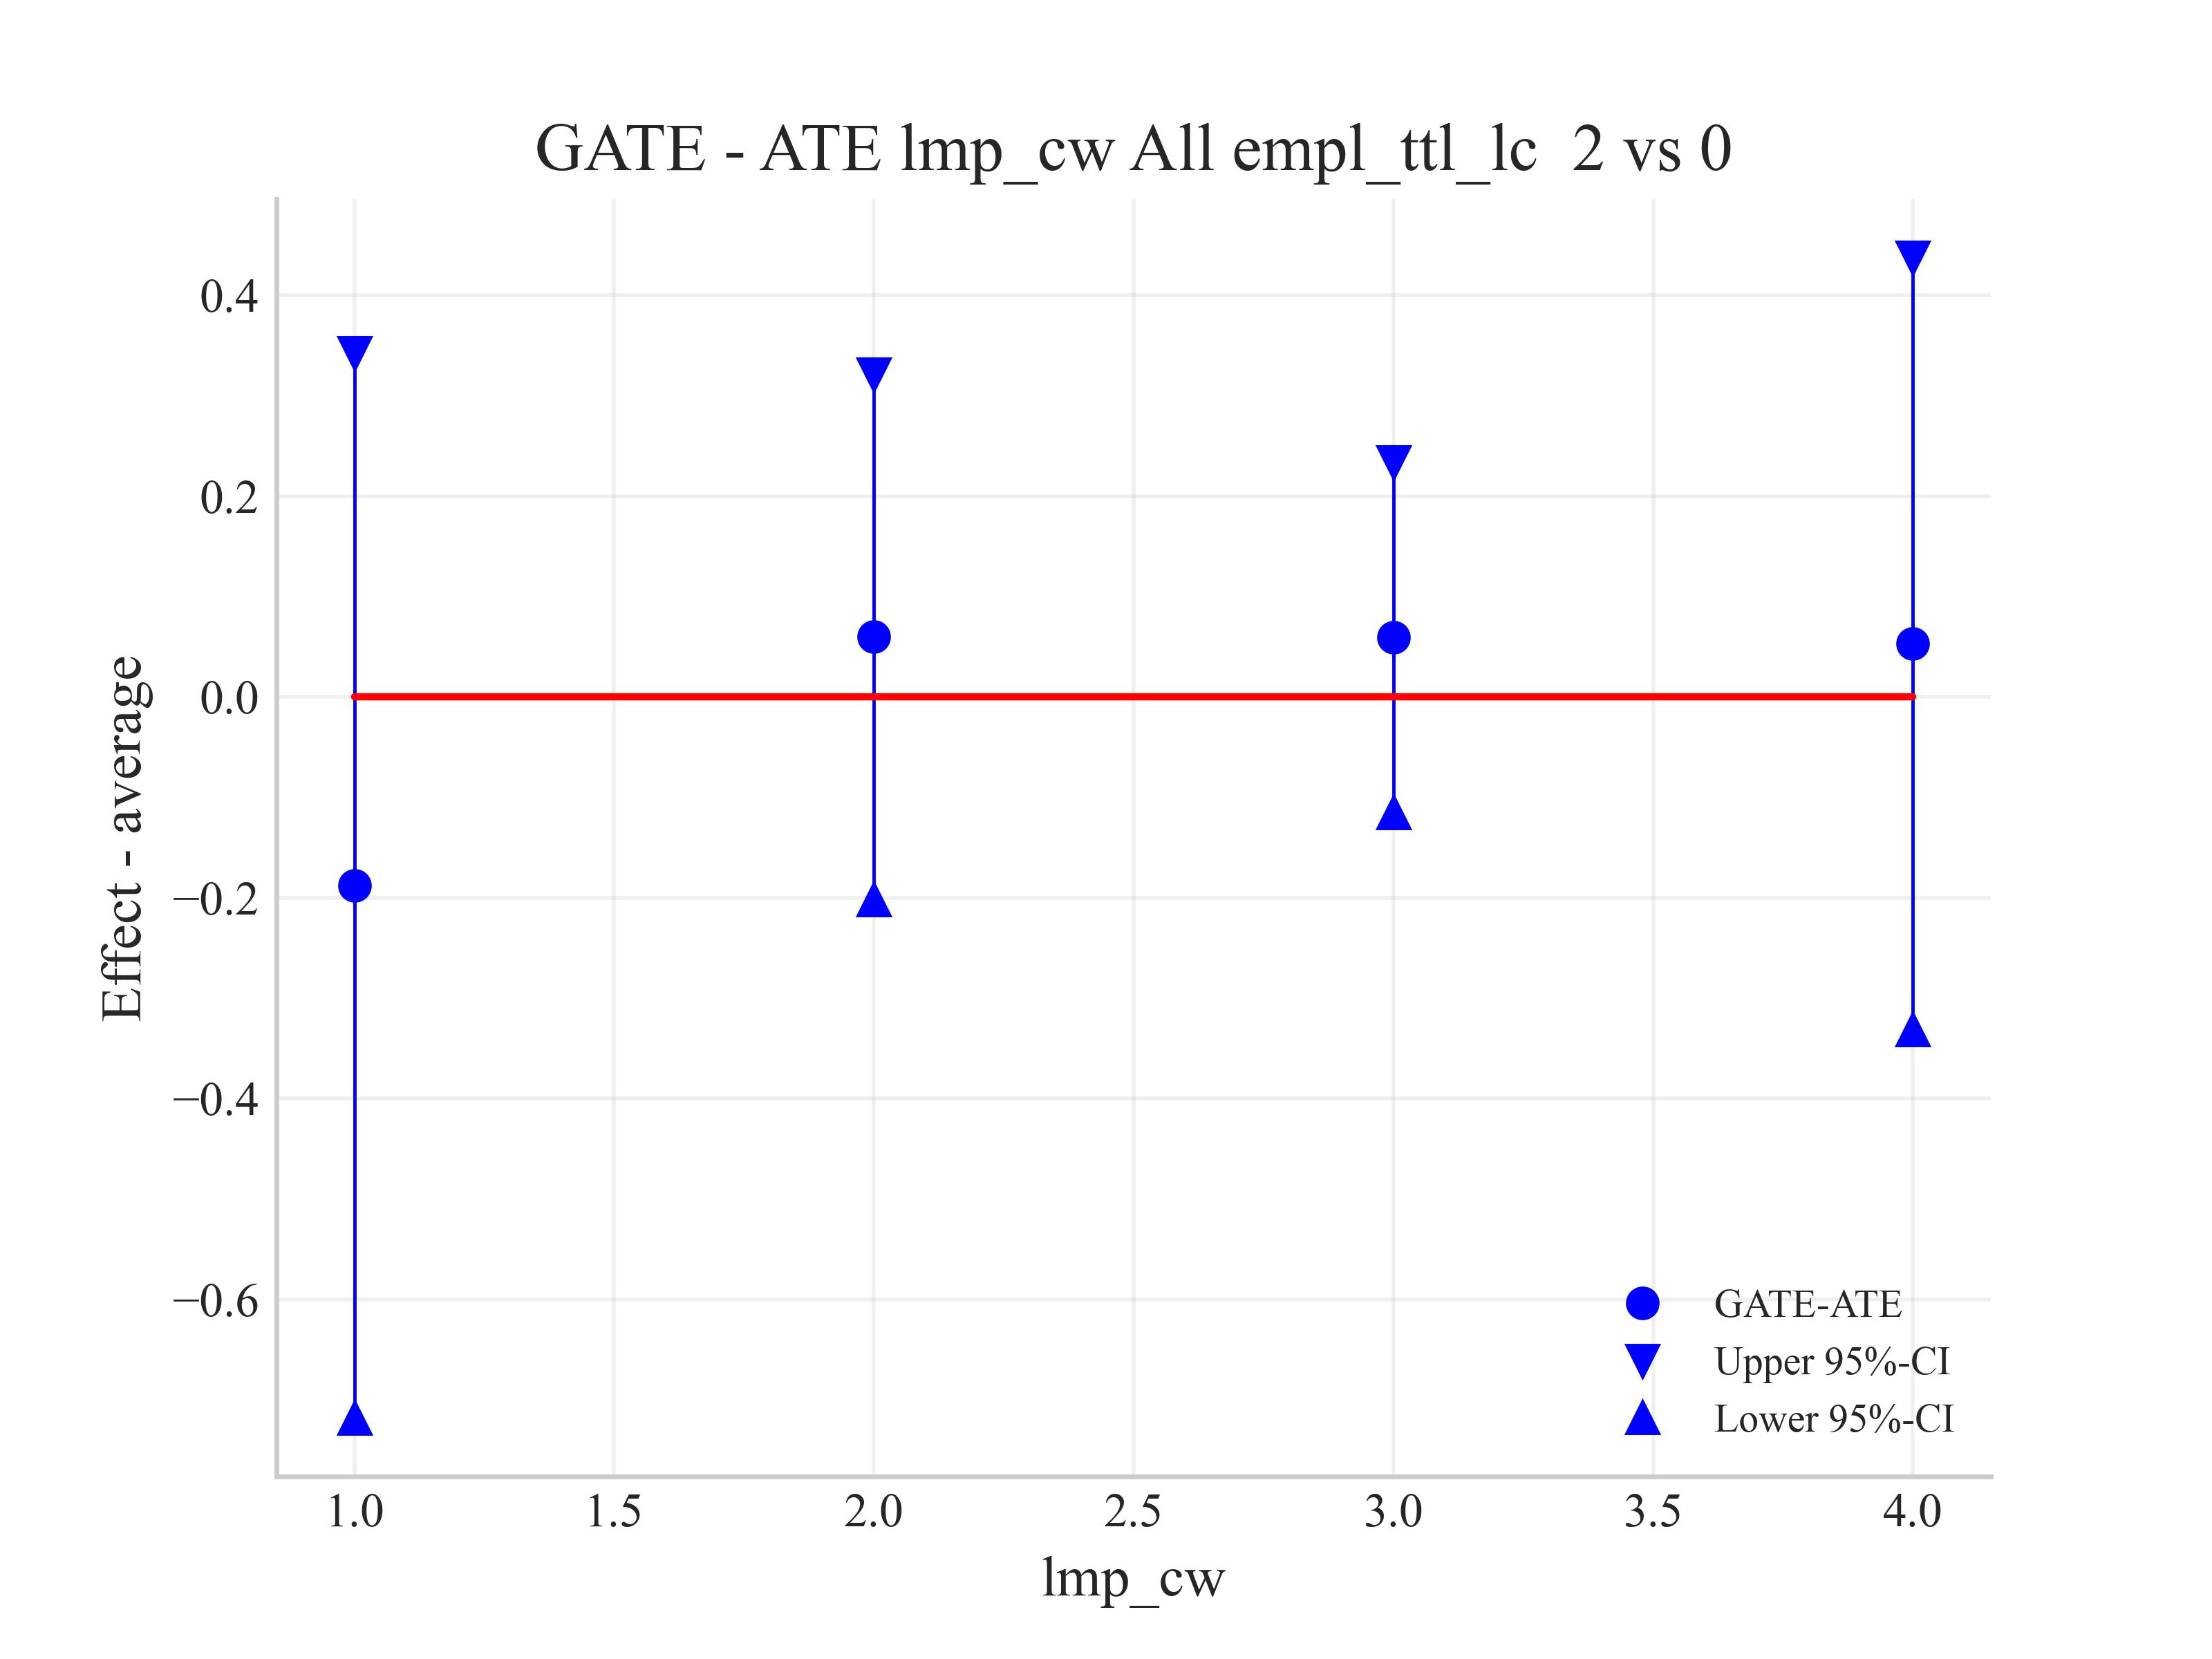 GATE - ATE lmp_cw All empl_ttl_lc  2 vs 0
Effect - average
0.4
0.2
0.0
−0.2
−0.4
−0.6
GATE-ATE
Upper 95%-CI
Lower 95%-CI
1.0 1.5 2.0 2.5 3.0 3.5 4.0
lmp_cw